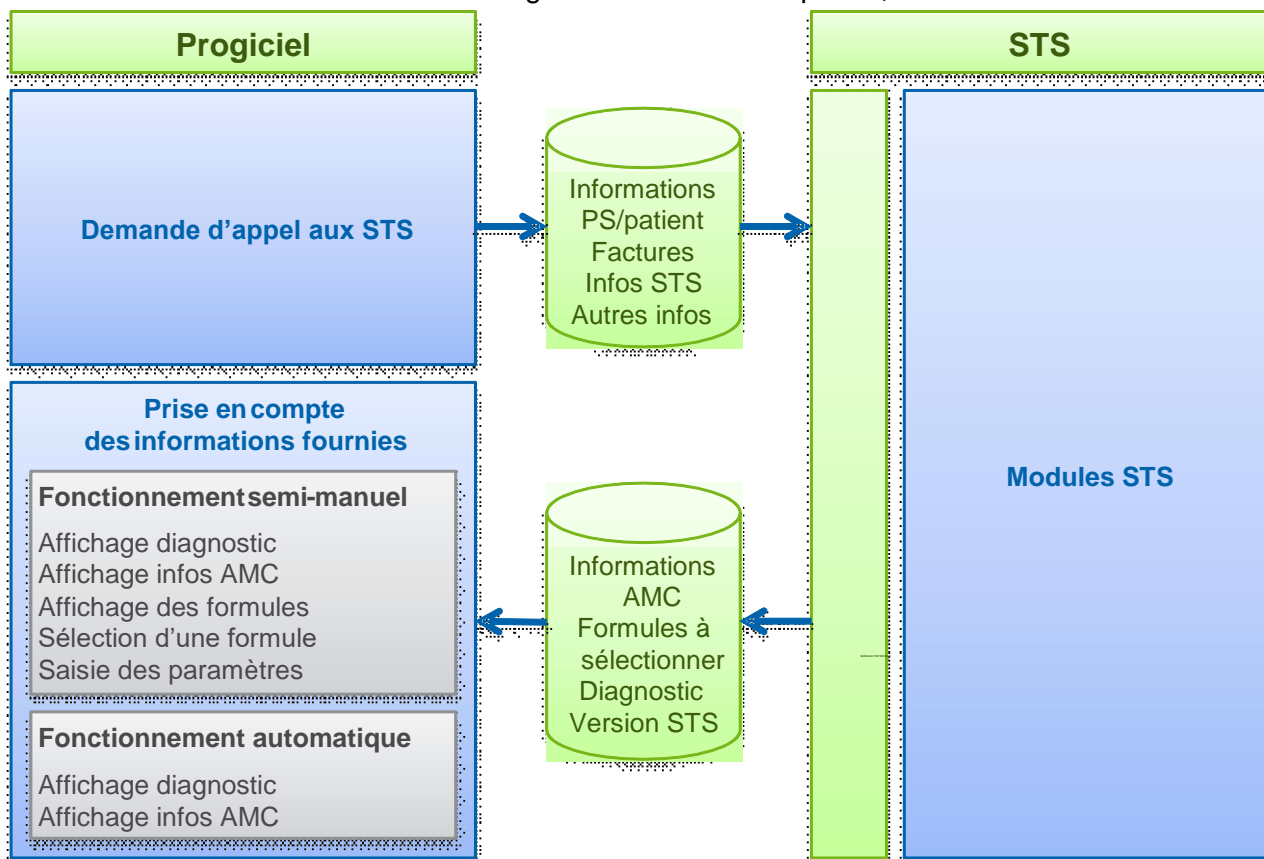 Progiciel
STS
Demande d'appel aux STS
Informations
PS/patient
Factures
Infos STS
Autres infos
Prise en compte
des informations fournies
Fonctionnement semi-manuel
Affichage diagnostic
Affichage infos AMC
Affichage des formules
Sélection d'une formule
Saisie des paramètres
Fonctionnement automatique
Affichage diagnostic
Affichage infos AMC
Informations
AMC
Formules à
sélectionner
Diagnostic
Version STS
Modules STS